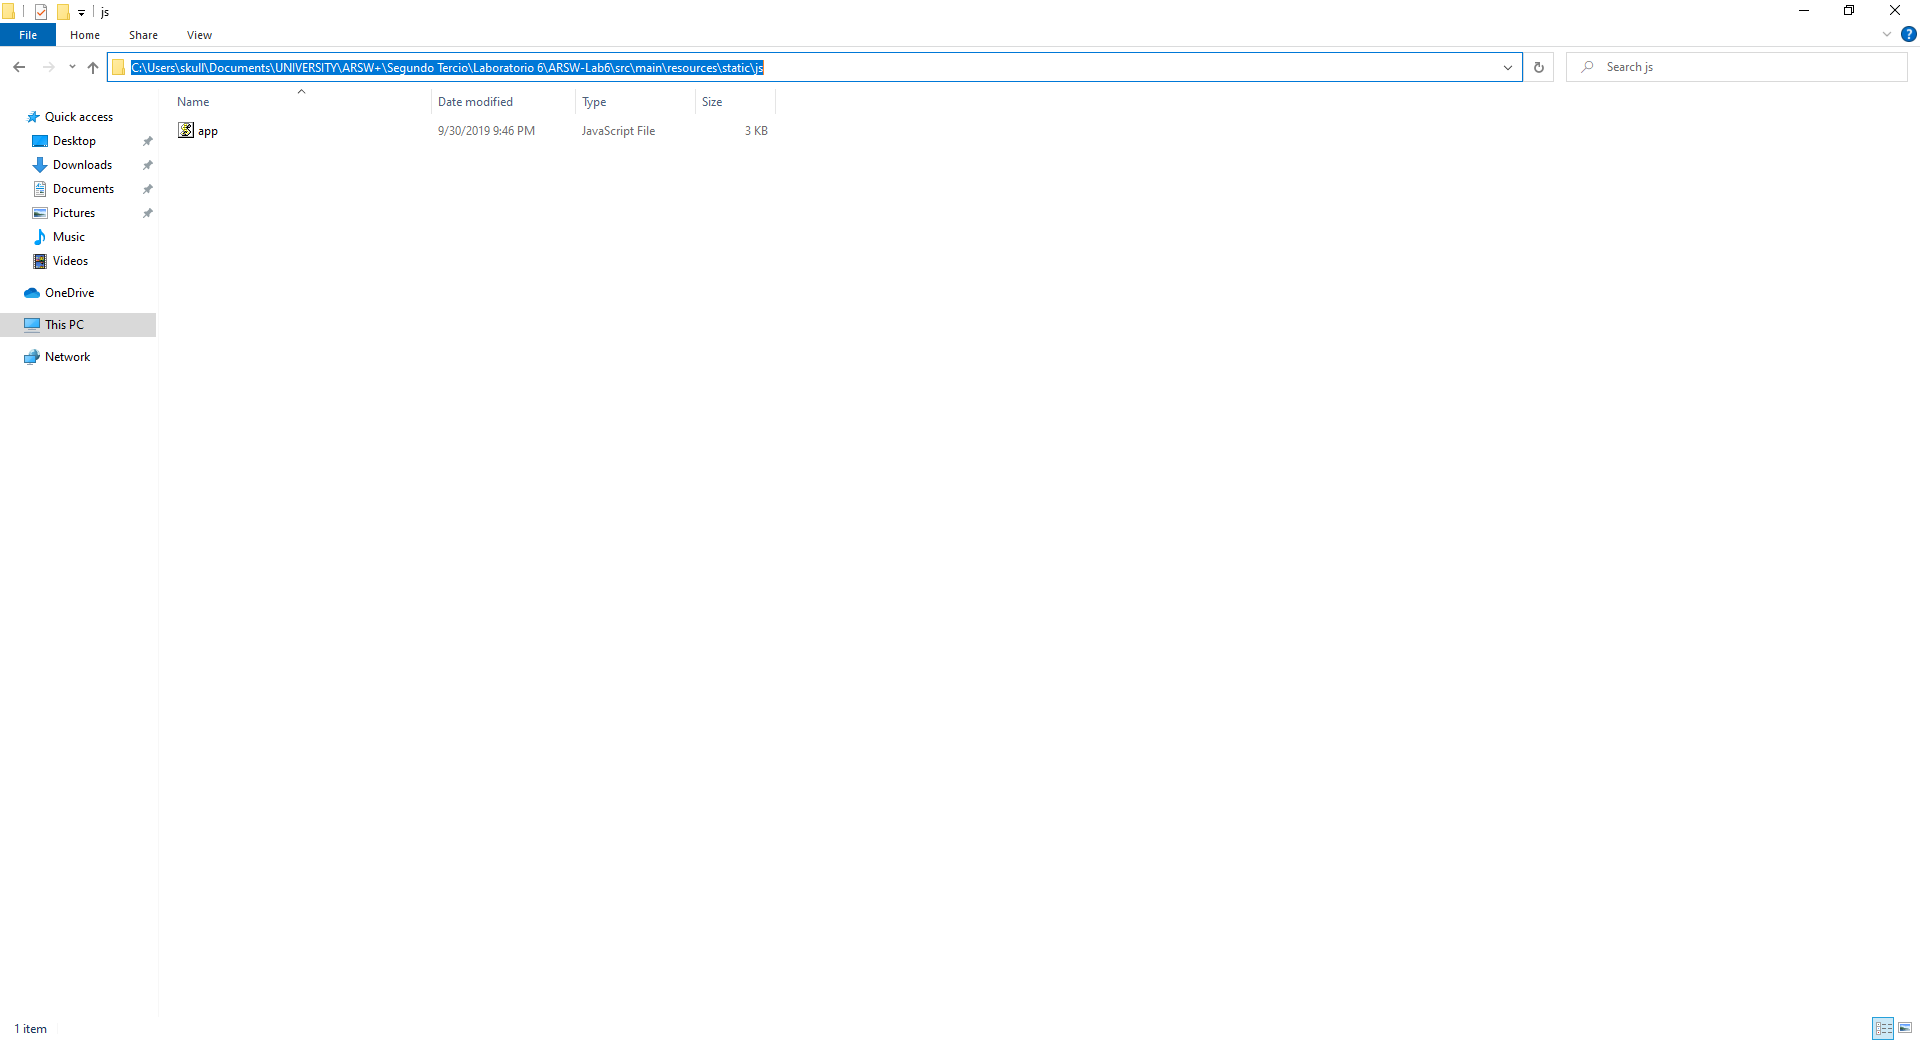 js
File Home Share View ?
C:\Users\skull\Documents\UNIVERSITY\ARSW+\Segundo Tercio\Laboratorio 6\ARSW-Lab6\src\main\resources\static\js Search js
Name Date modified Type Size
app 9/30/2019 9:46 PM JavaScript File 3 KB
Quick access
Desktop
Downloads
Documents
Pictures
Music
Videos
OneDrive
This PC
Network
1 item